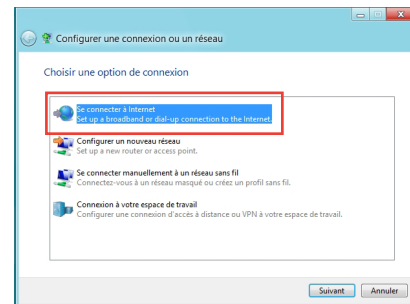 Configurer une connexion ou un réseau
Choisir une option de connexion
Se connecter à Internet
Set up a broadband or dial-up connection to the Internet.
Configurer un nouveau réseau
Set up a new router or access point.
Se connecter manuellement à un réseau sans fil
Connectez-vous à un réseau masqué ou créez un profil sans fil.
Connexion à votre espace de travail
Configurer une connexion d'accès à distance ou VPN à votre espace de travail.
Suivant
Annuler